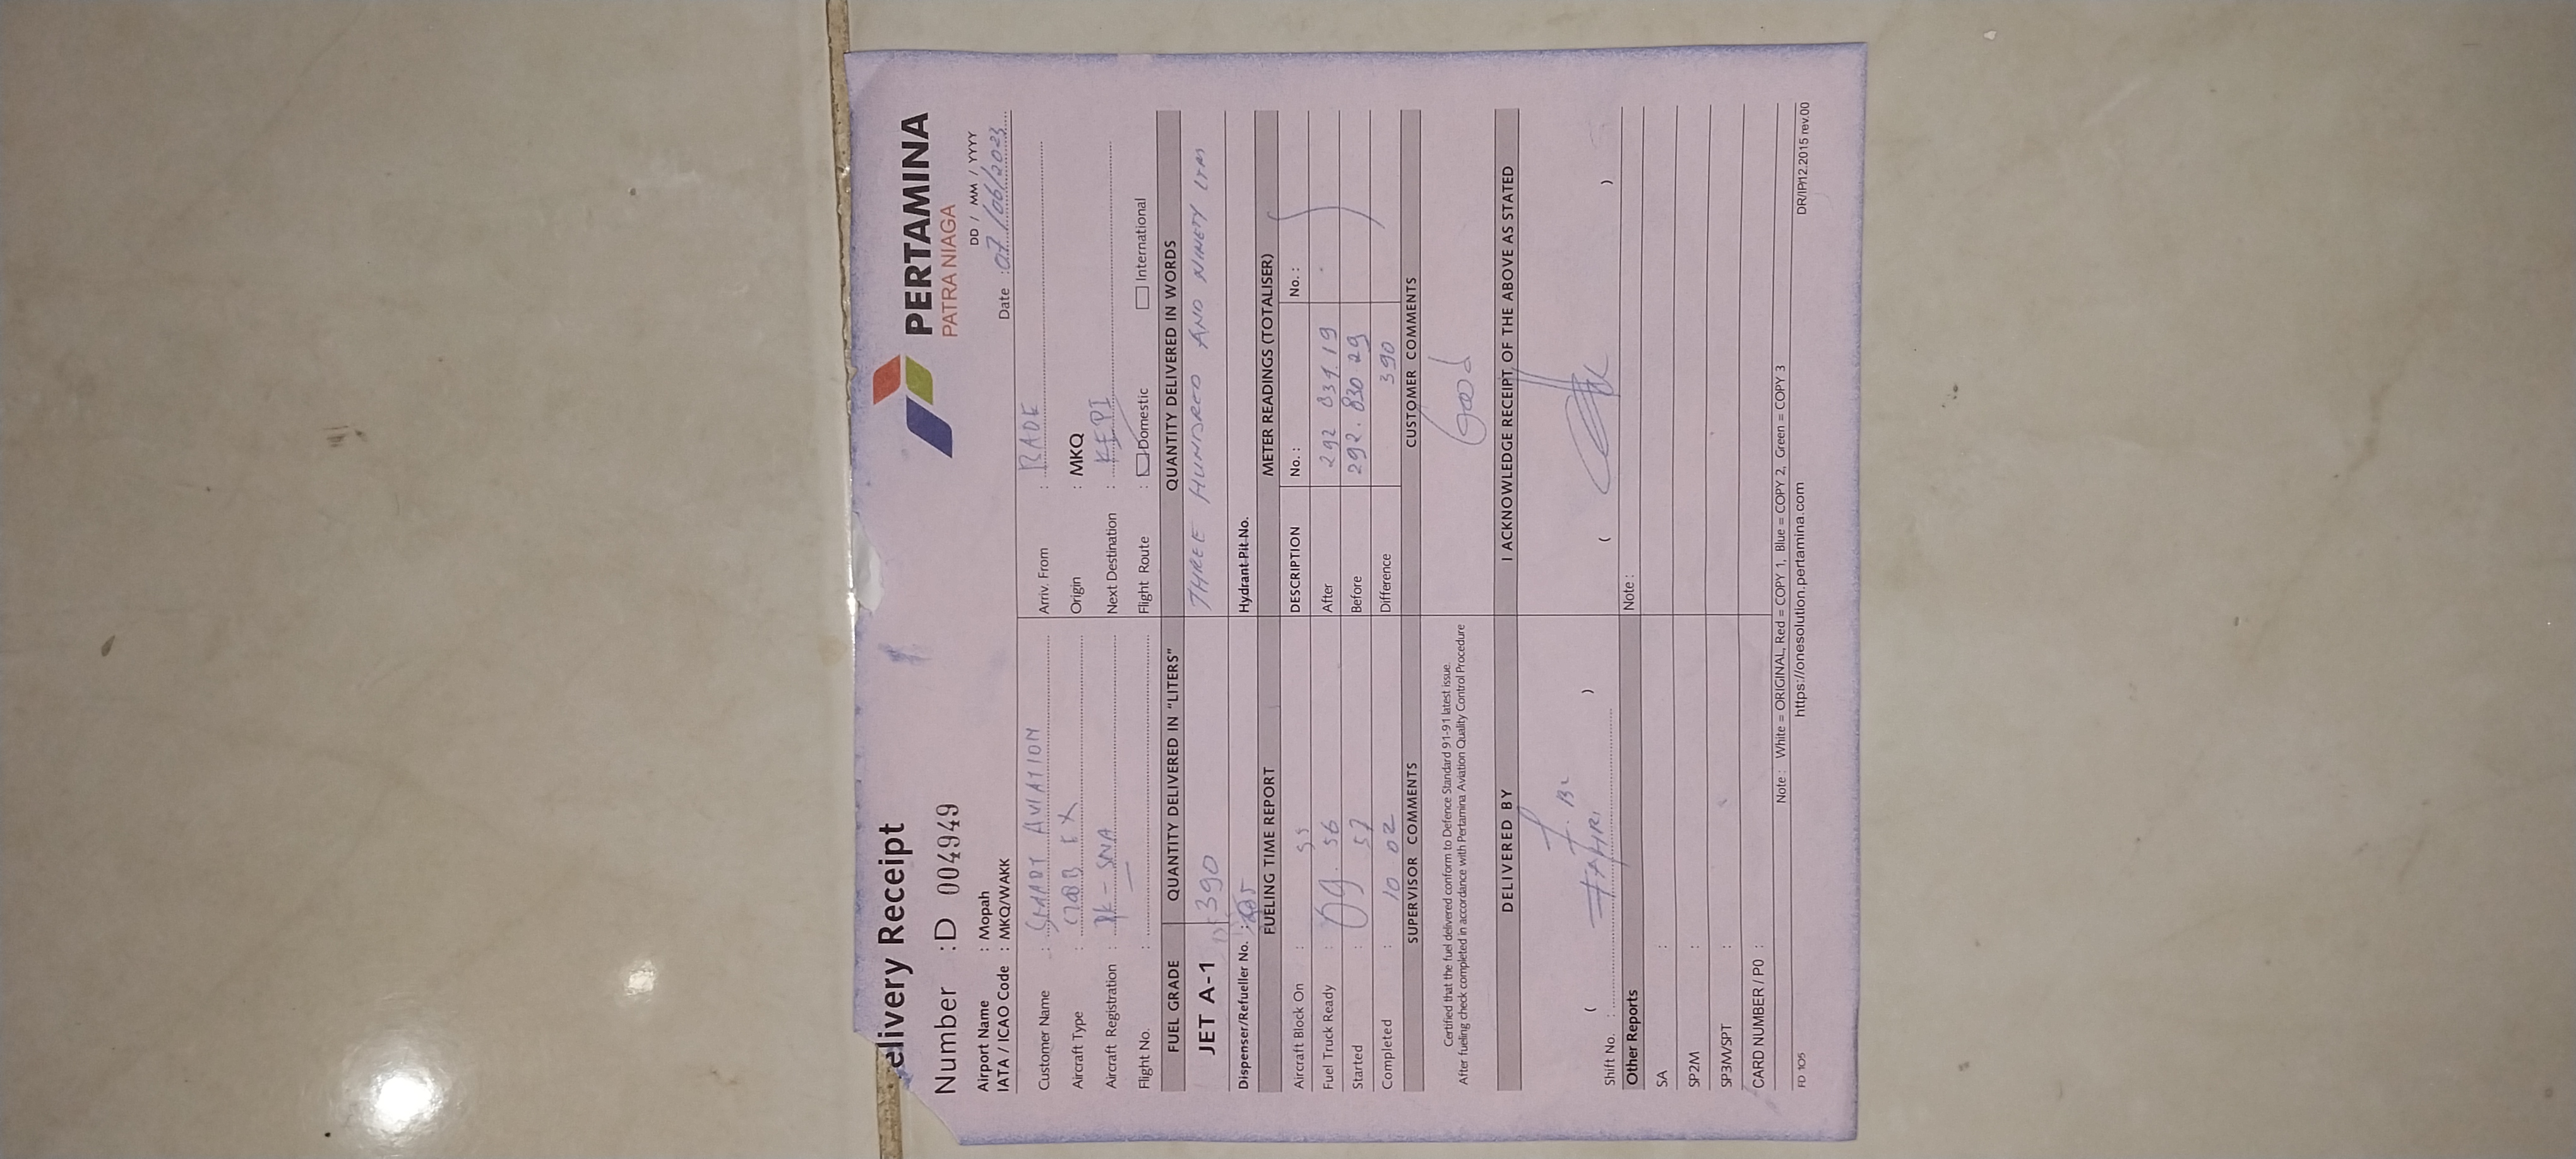 elivery Receipt
PERTAMINA
PATRA NIAGA
Number : D 004949
DD / MM / YYYY
Airport Name : Mopah
IATA / ICAO Code : MKQ/WAKK
Date : 07/06/2023
Customer Name : SMART AVIATION
Arriv. From : BADE
Aircraft Type :
Origin : MKQ
Aircraft Registration : PK - SNA
Next Destination : KEPI
Flight No. :
Flight Route : Domestic International
FUEL GRADE QUANTITY DELIVERED IN "LITERS" QUANTITY DELIVERED IN WORDS
JET A-1 390 THREE HUNDRED AND NINETY LTR
Dispenser/Refueller No. :
Hydrant Pit No.
FUELING TIME REPORT METER READINGS (TOTALISER)
Aircraft Block On : 55
DESCRIPTION No. : No. :
Fuel Truck Ready : 09. 56
After 292 831.19
Started : 57
Before 292. 830 29
Completed : 10 02
Difference 390
SUPERVISOR COMMENTS CUSTOMER COMMENTS
Certified that the fuel delivered conform to Defence Standard 91-91 latest issue.
After fueling check completed in accordance with Pertamina Aviation Quality Control Procedure
Good
DELIVERED BY I ACKNOWLEDGE RECEIPT OF THE ABOVE AS STATED
FAHRI
( ) ( )
Shift No. :
Other Reports Note :
SA :
SP2M :
SP3M/SPT :
CARD NUMBER / PO :
Note : White = ORIGINAL, Red = COPY 1, Blue = COPY 2, Green = COPY 3
FD 105 https://onesolution.pertamina.com DR/IP/12.2015 rev.00